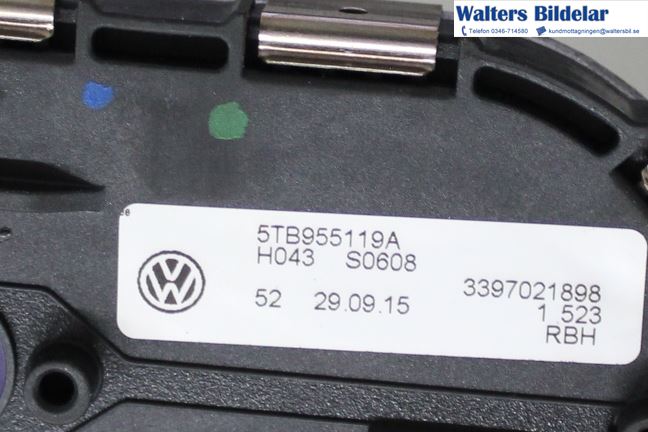 Walters Bildelar
Telefon 0346-714580 kundmottagningen@waltersbil.se
5TB955119A
H043 S0608
52 29.09.15
3397021898
1 523
RBH